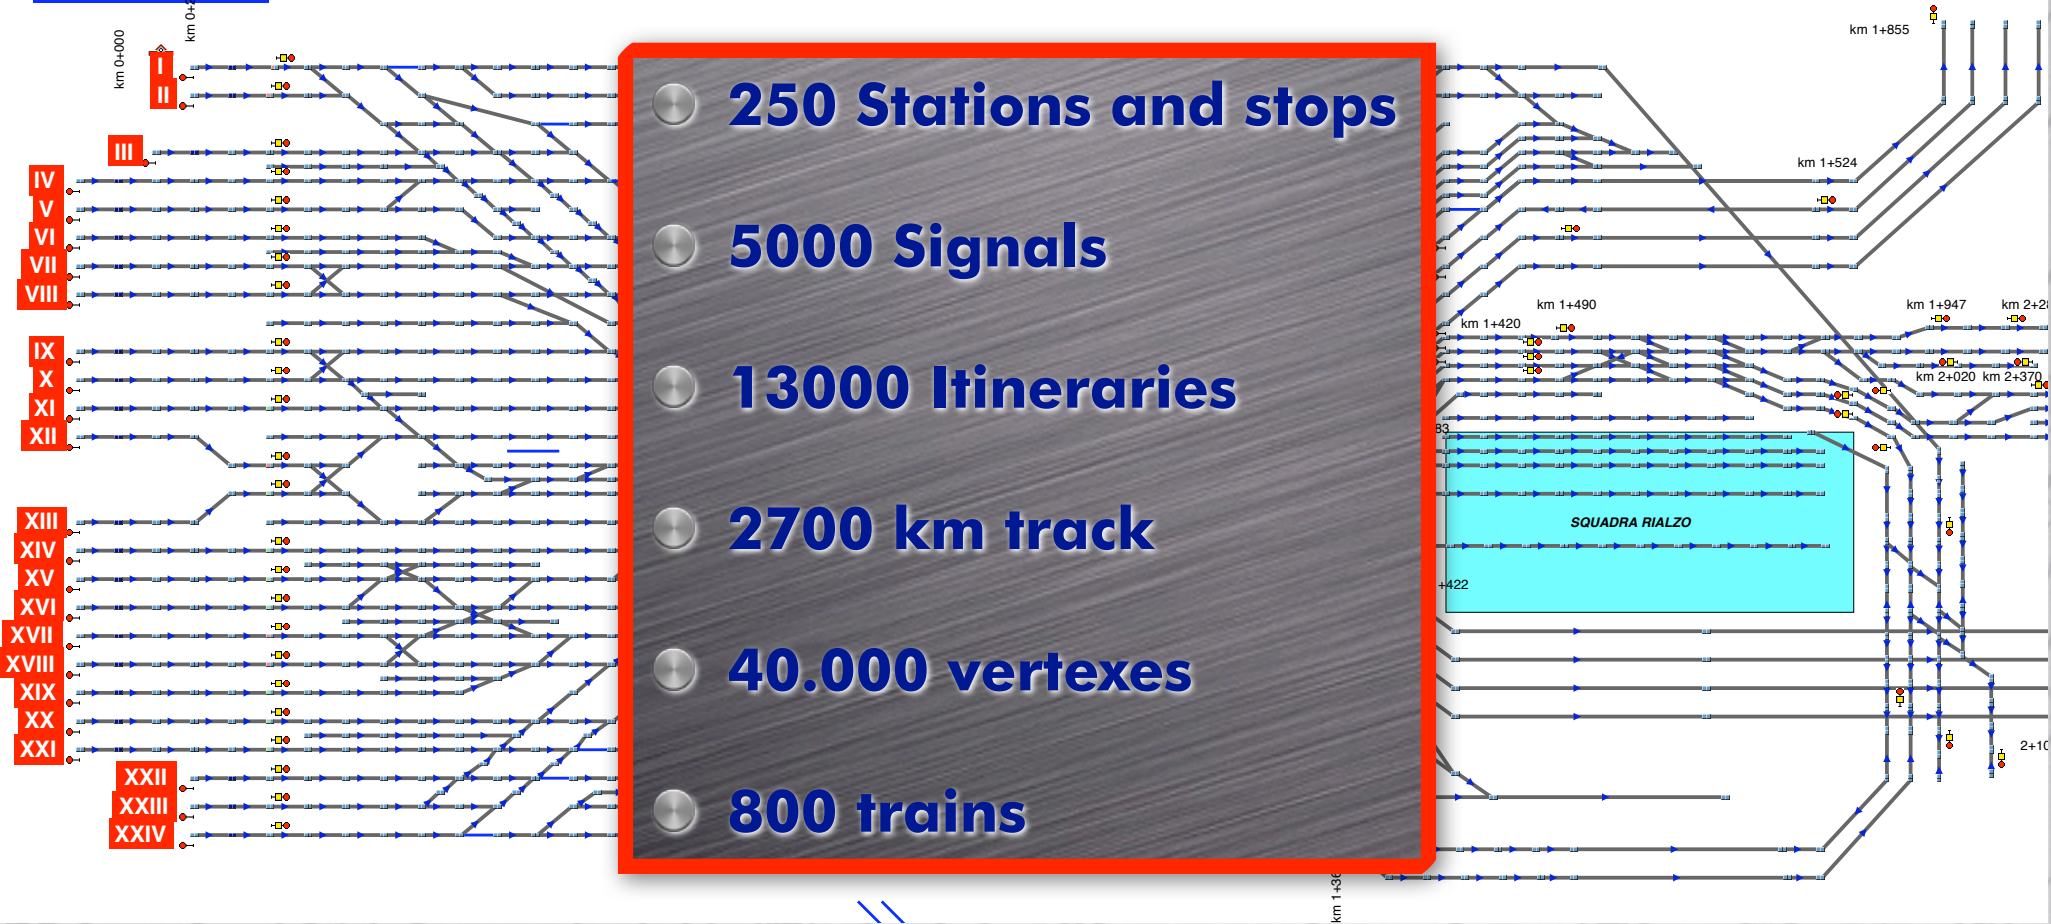 km 0+000
I
II
III
IV
V
VI
VII
VIII
IX
X
XI
XII
XIII
XIV
XV
XVI
XVII
XVIII
XIX
XX
XXI
XXII
XXIII
XXIV
250 Stations and stops
5000 Signals
13000 Itineraries
2700 km track
40.000 vertexes
800 trains
km 1+855
km 1+524
km 1+490
km 1+420
km 1+947
km 2+020
km 2+370
SQUADRA RIALZO
+422